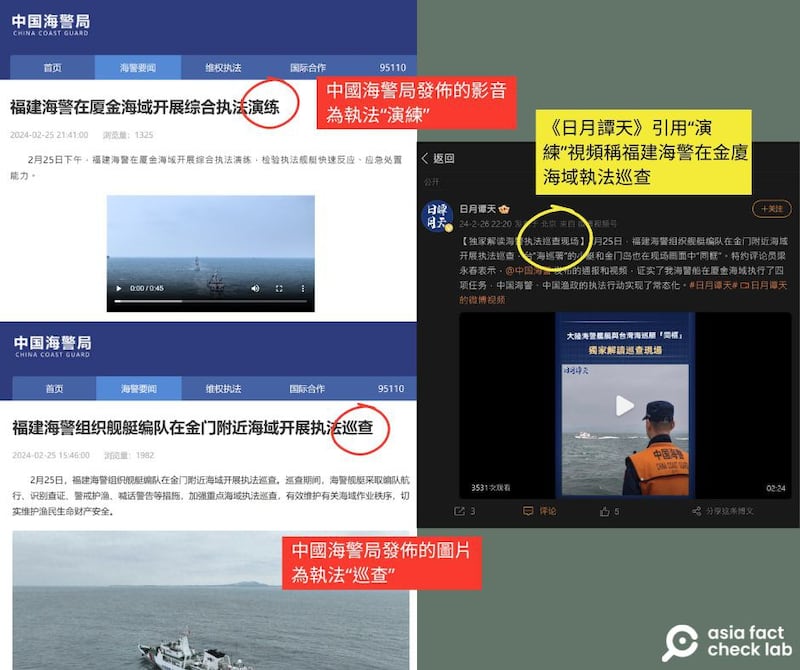 中国海警局
CHINA COAST GUARD
首页
海警要闻
维权执法
国际合作
95110
福建海警在厦金海域开展综合执法演练
2024-02-25 21:41:00 浏览量：1325
2月25日下午，福建海警在厦金海域开展综合执法演练，检验执法舰艇快速反应、应急处置
能力。
0:00 / 0:45
中國海警局發佈的影音
為執法“演練”
中国海警局
CHINA COAST GUARD
首页
海警要闻
维权执法
国际合作
95110
福建海警组织舰艇编队在金门附近海域开展执法巡查
2024-02-25 15:46:00 浏览量：1982
2月25日，福建海警组织舰艇编队在金门附近海域开展执法巡查。巡查期间，海警舰艇采取编队航
行、识别查证、警戒护渔、喊话警告等措施，加强重点海域执法巡查，有效维护有关海域作业秩序，切
实维护渔民生命财产安全。
中國海警局發佈的圖片
為執法“巡查”
《日月譚天》引用“演
練”視頻稱福建海警在金廈
海域執法巡查
返回
公开
日月谭天
+关注
24-2-26 22:20
【独家解读海警执法巡查现场】2月25日，福建海警组织舰艇编队在金门附近海域
开展执法巡查，台“海巡署”的小艇和金门岛也在现场画面中“同框”。特约评论员梁
永春表示，@中国海警 发布的通报和视频，证实了我海警船在厦金海域执行了四
项任务，中国海警、中国渔政的执法行动实现了常态化。#日月谭天# 日月谭天
的微博视频
大陸海警艦艇與台灣海巡艇「同框」
獨家解讀巡查現場
日月谭天
中国海警
3531次观看
02:24
3
评论
5
分享这条博文
asia fact
check lab